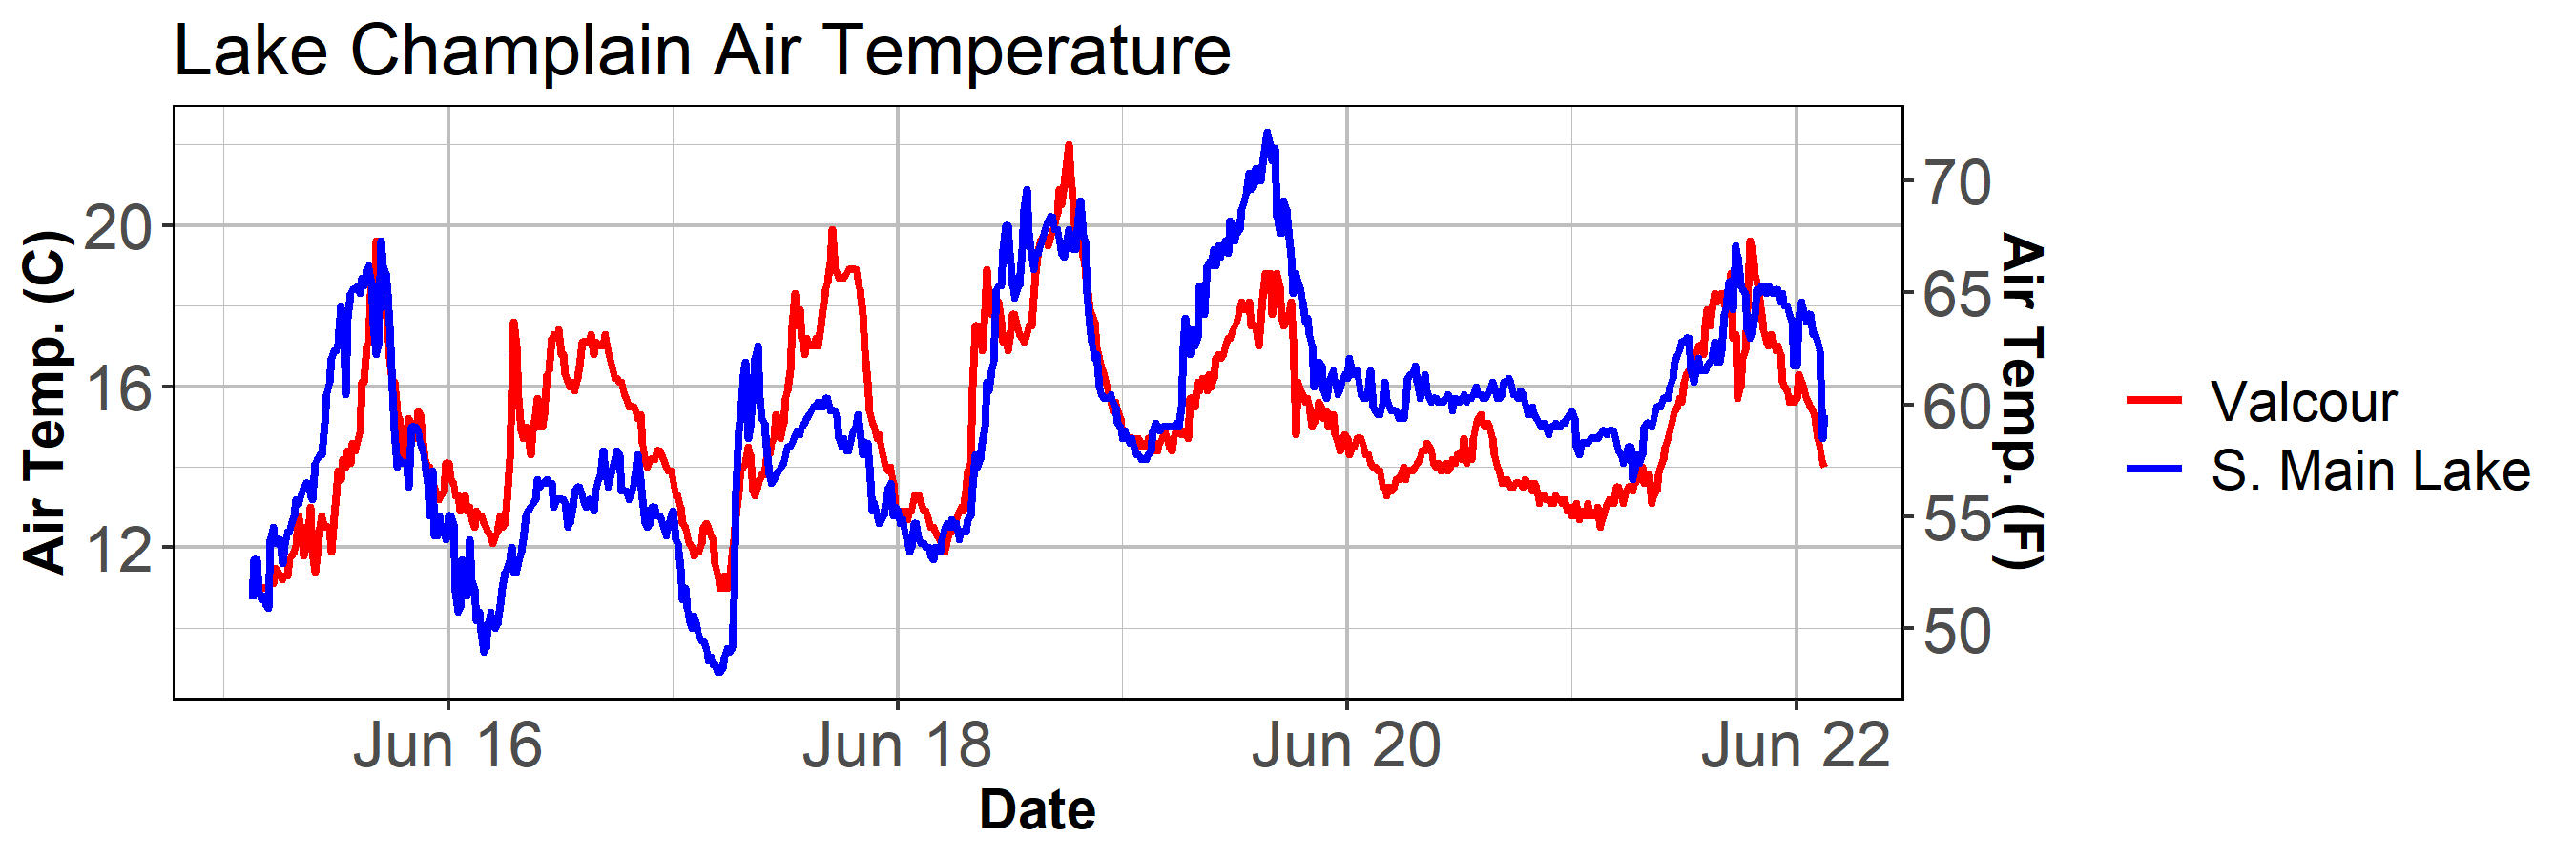 Lake Champlain Air Temperature
Air Temp. (C)
20
16
12
70
65
60
55
50
Air Temp. (F)
Jun 16
Jun 18
Jun 20
Jun 22
Date
Valcour
S. Main Lake